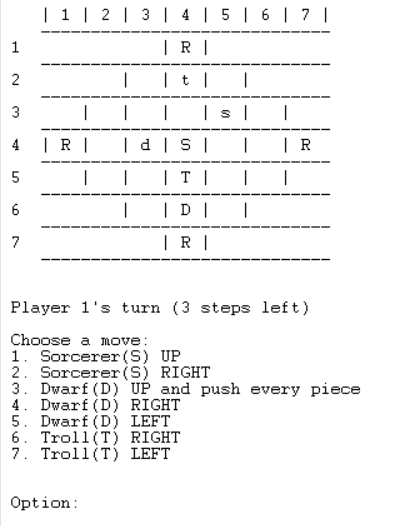 | 1 | 2 | 3 | 4 | 5 | 6 | 7 |
1 | R |
2 | | t | |
3 | | | | s | |
4 | R | | d | S | | | R
5 | | | T | | |
6 | | D | |
7 | R |
Player 1's turn (3 steps left)
Choose a move:
1. Sorcerer(S) UP
2. Sorcerer(S) RIGHT
3. Dwarf(D) UP and push every piece
4. Dwarf(D) RIGHT
5. Dwarf(D) LEFT
6. Troll(T) RIGHT
7. Troll(T) LEFT
Option: